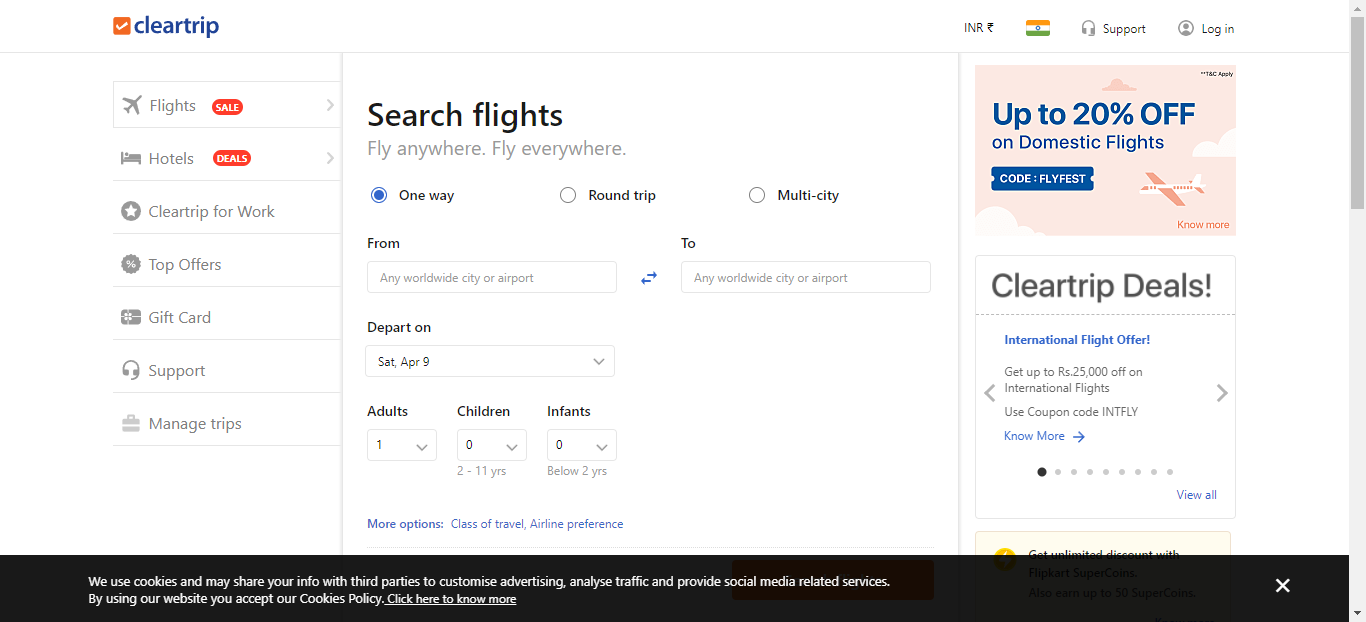 cleartrip
INR ₹
Support
Log in
Flights SALE
Hotels DEALS
Cleartrip for Work
Top Offers
Gift Card
Support
Manage trips
Search flights
Fly anywhere. Fly everywhere.
One way
Round trip
Multi-city
From
To
Any worldwide city or airport
Any worldwide city or airport
Depart on
Sat, Apr 9
Adults
Children
Infants
1
0
0
2 - 11 yrs
Below 2 yrs
More options: Class of travel, Airline preference
**T&C Apply
Up to 20% OFF
on Domestic Flights
CODE : FLYFEST
Know more
Cleartrip Deals!
International Flight Offer!
Get up to Rs.25,000 off on
International Flights
Use Coupon code INTFLY
Know More
View all
Get unlimited discount with
Flipkart SuperCoins.
Also earn up to 50 SuperCoins.
We use cookies and may share your info with third parties to customise advertising, analyse traffic and provide social media related services.
By using our website you accept our Cookies Policy. Click here to know more